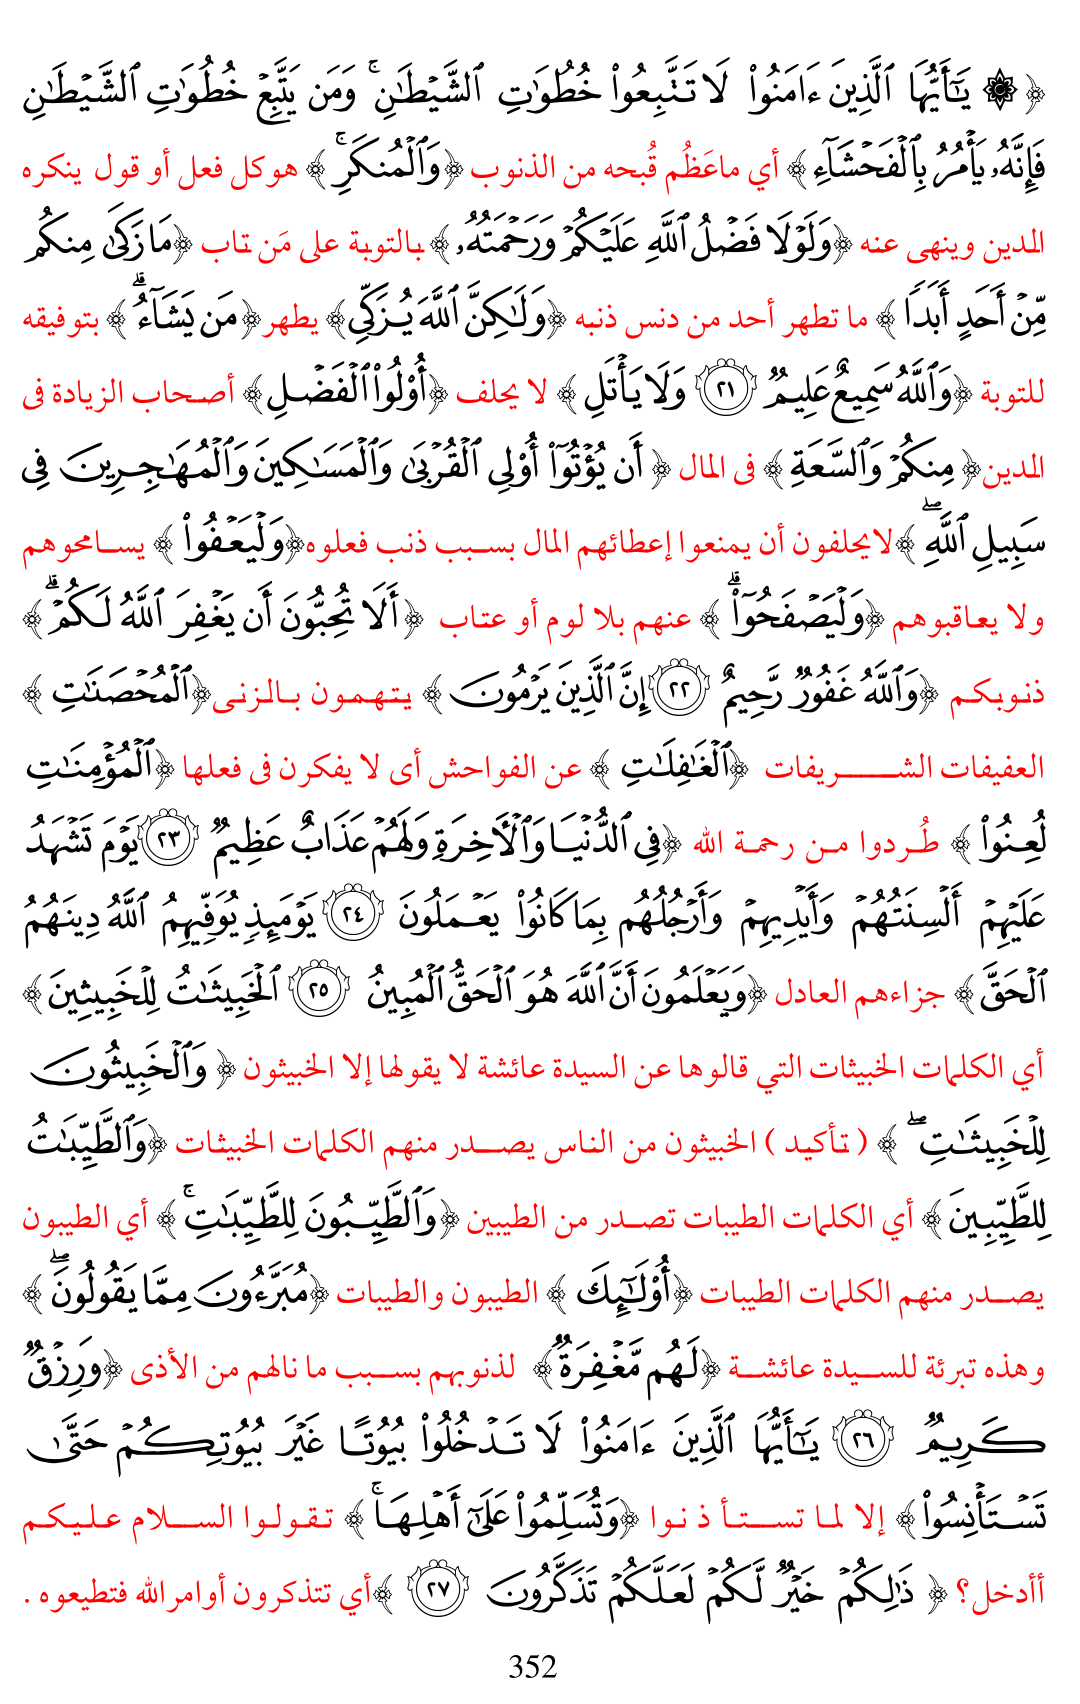 ﴿ ۞ يَـٰٓأَيُّهَا ٱلَّذِينَ ءَامَنُوا۟ لَا تَتَّبِعُوا۟ خُطُوَٰتِ ٱلشَّيْطَـٰنِ ۚ وَمَن يَتَّبِعْ خُطُوَٰتِ ٱلشَّيْطَـٰنِ
فَإِنَّهُۥ يَأْمُرُ بِٱلْفَحْشَآءِ ﴾ أي ماعَظُم قُبحه من الذنوب ﴿وَٱلْمُنكَرِ ۚ ﴾ هوكل فعل أو قول ينكره
الدين وينهى عنه ﴿وَلَوْلَا فَضْلُ ٱللَّهِ عَلَيْكُمْ وَرَحْمَتُهُۥ ﴾ بالتوبة على مَن تاب ﴿مَا زَكَىٰ مِنكُم
مِّنْ أَحَدٍ أَبَدًا ﴾ ما تطهر أحد من دنس ذنبه ﴿وَلَـٰكِنَّ ٱللَّهَ يُزَكِّى﴾ يطهر ﴿مَن يَشَآءُ ۗ ﴾ بتوفيقه
للتوبة ﴿وَٱللَّهُ سَمِيعٌ عَلِيمٌ ٢١ وَلَا يَأْتَلِ ﴾ لا يحلف ﴿أُو۟لُوا۟ ٱلْفَضْلِ ﴾ أصحاب الزيادة فى
الدين﴿ مِنكُمْ وَٱلسَّعَةِ ﴾ فى المال ﴿ أَن يُؤْتُوٓا۟ أُو۟لِى ٱلْقُرْبَىٰ وَٱلْمَسَـٰكِينَ وَٱلْمُهَـٰجِرِينَ فِى
سَبِيلِ ٱللَّهِ ۖ ﴾لايحلفون أن يمنعوا إعطائهم المال بسبب ذنب فعلوه﴿وَلْيَعْفُوا۟ ﴾ يسامحوهم
ولا يعاقبوهم ﴿وَلْيَصْفَحُوٓا۟ ۗ ﴾ عنهم بلا لوم أو عتاب ﴿ أَلَا تُحِبُّونَ أَن يَغْفِرَ ٱللَّهُ لَكُمْ ۗ ﴾
ذنوبكم ﴿وَٱللَّهُ غَفُورٌ رَّحِيمٌ ٢٢ إِنَّ ٱلَّذِينَ يَرْمُونَ ﴾ يتهمون بالزنى﴿ٱلْمُحْصَنَـٰتِ ﴾
العفيفات الشريفات ﴿ٱلْغَـٰفِلَـٰتِ ﴾ عن الفواحش أى لا يفكرن فى فعلها ﴿ٱلْمُؤْمِنَـٰتِ
لُعِنُوا۟ ﴾ طُردوا من رحمة الله ﴿فِى ٱلدُّنْيَا وَٱلْـَٔاخِرَةِ وَلَهُمْ عَذَابٌ عَظِيمٌ ٢٣ يَوْمَ تَشْهَدُ
عَلَيْهِمْ أَلْسِنَتُهُمْ وَأَيْدِيهِمْ وَأَرْجُلُهُم بِمَا كَانُوا۟ يَعْمَلُونَ ٢٤ يَوْمَئِذٍ يُوَفِّيهِمُ ٱللَّهُ دِينَهُمُ
ٱلْحَقَّ ﴾ جزاءهم العادل ﴿وَيَعْلَمُونَ أَنَّ ٱللَّهَ هُوَ ٱلْحَقُّ ٱلْمُبِينُ ٢٥ ٱلْخَبِيثَـٰتُ لِلْخَبِيثِينَ ﴾
أي الكلمات الخبيثات التي قالوها عن السيدة عائشة لا يقولها إلا الخبيثون ﴿ وَٱلْخَبِيثُونَ
لِلْخَبِيثَـٰتِ ۖ ﴾ ( تأكيد ) الخبيثون من الناس يصدر منهم الكلمات الخبيثات ﴿وَٱلطَّيِّبَـٰتُ
لِلطَّيِّبِينَ ﴾ أي الكلمات الطيبات تصدر من الطيبين ﴿وَٱلطَّيِّبُونَ لِلطَّيِّبَـٰتِ ۚ ﴾ أي الطيبون
يصدر منهم الكلمات الطيبات ﴿أُو۟لَـٰٓئِكَ ﴾ الطيبون والطيبات ﴿مُبَرَّءُونَ مِمَّا يَقُولُونَ ۖ ﴾
وهذه تبرئة للسيدة عائشة ﴿لَهُم مَّغْفِرَةٌ ﴾ لذنوبهم بسبب ما نالهم من الأذى ﴿وَرِزْقٌ
كَرِيمٌ ٢٦ يَـٰٓأَيُّهَا ٱلَّذِينَ ءَامَنُوا۟ لَا تَدْخُلُوا۟ بُيُوتًا غَيْرَ بُيُوتِكُمْ حَتَّىٰ
تَسْتَأْنِسُوا۟ ﴾ إلا لما تستأ ذنوا ﴿وَتُسَلِّمُوا۟ عَلَىٰٓ أَهْلِهَا ۚ ﴾ تقولوا السلام عليكم
أأدخل؟ ﴿ ذَٰلِكُمْ خَيْرٌ لَّكُمْ لَعَلَّكُمْ تَذَكَّرُونَ ٢٧ ﴾أي تتذكرون أوامرالله فتطيعوه .
352